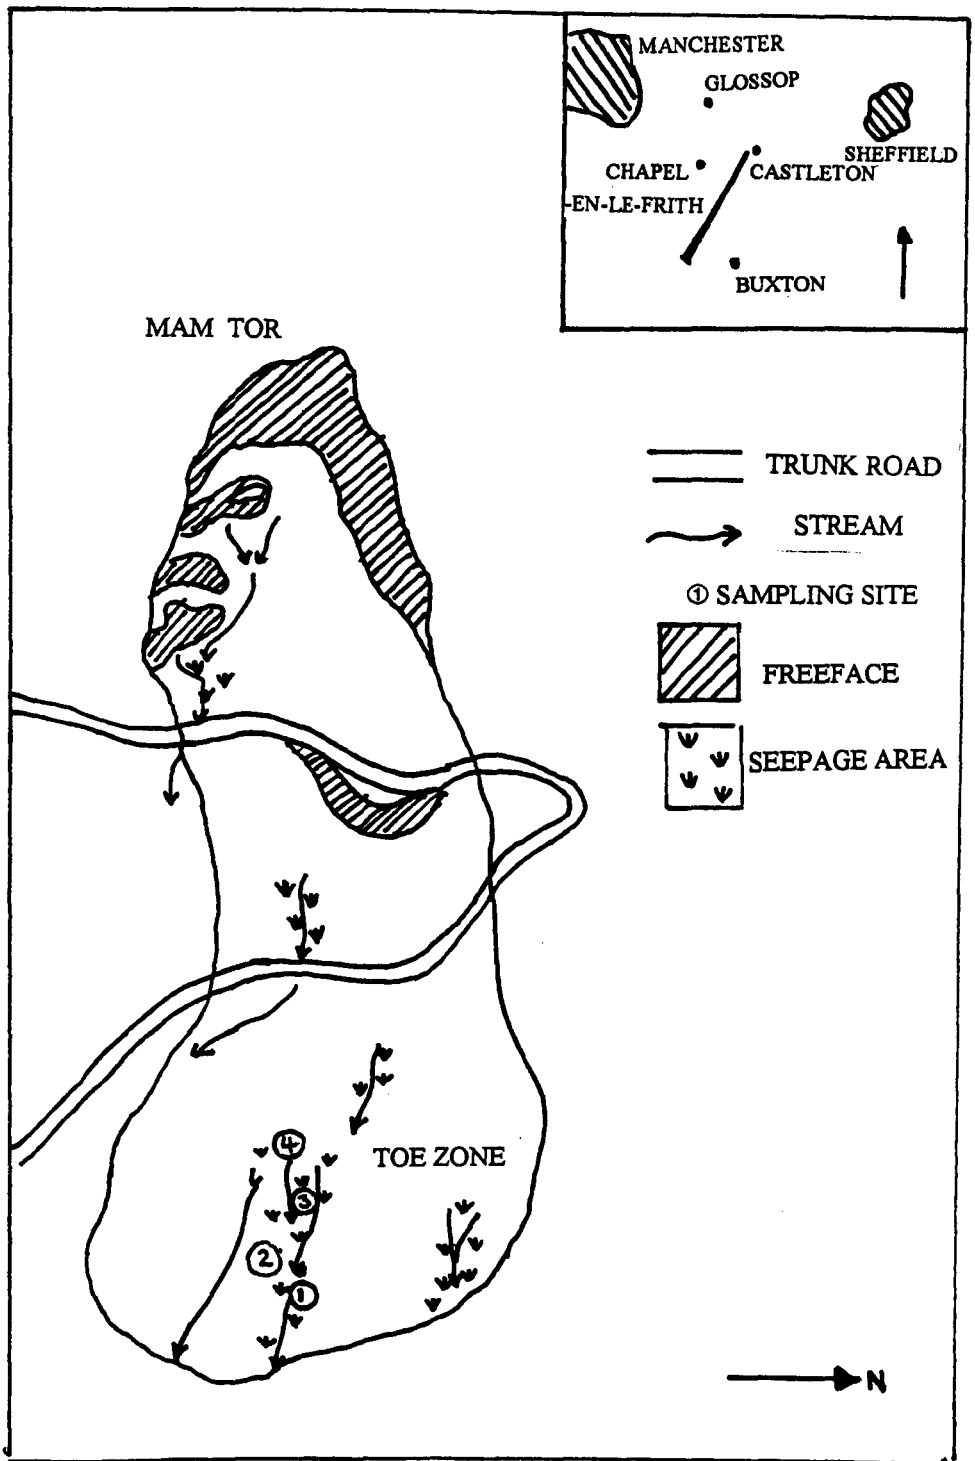 MANCHESTER
GLOSSOP
SHEFFIELD
CHAPEL
-EN-LE-FRITH
CASTLETON
BUXTON
MAM TOR
TRUNK ROAD
STREAM
① SAMPLING SITE
FREEFACE
SEEPAGE AREA
④
TOE ZONE
③
②
①
N